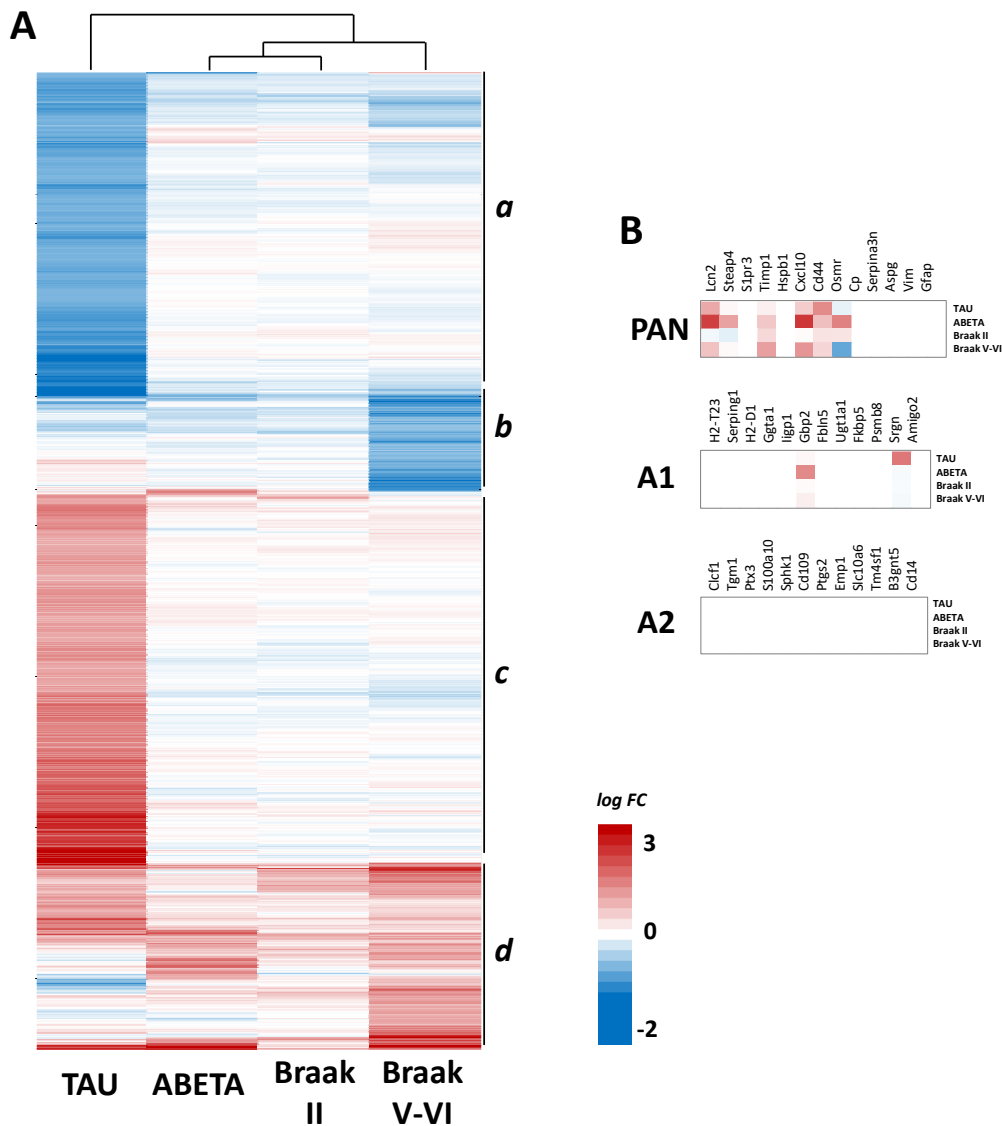 A
a
b
c
d
TAU
ABETA
Braak
II
Braak
V-VI
B
Lcn2
Steap4
S1pr3
Timp1
Hspb1
Cxcl10
Cd44
Osmr
Cp
Serpina3n
Aspg
Vim
Gfap
PAN
TAU
ABETA
Braak II
Braak V-VI
H2-T23
Serping1
H2-D1
Ggta1
Iigp1
Gbp2
Fbln5
Ugt1a1
Fkbp5
Psmb8
Srgn
Amigo2
A1
TAU
ABETA
Braak II
Braak V-VI
Clcf1
Tgm1
Ptx3
S100a10
Sphk1
Cd109
Ptgs2
Emp1
Slc10a6
Tm4sf1
B3gnt5
Cd14
A2
TAU
ABETA
Braak II
Braak V-VI
log FC
3
0
-2